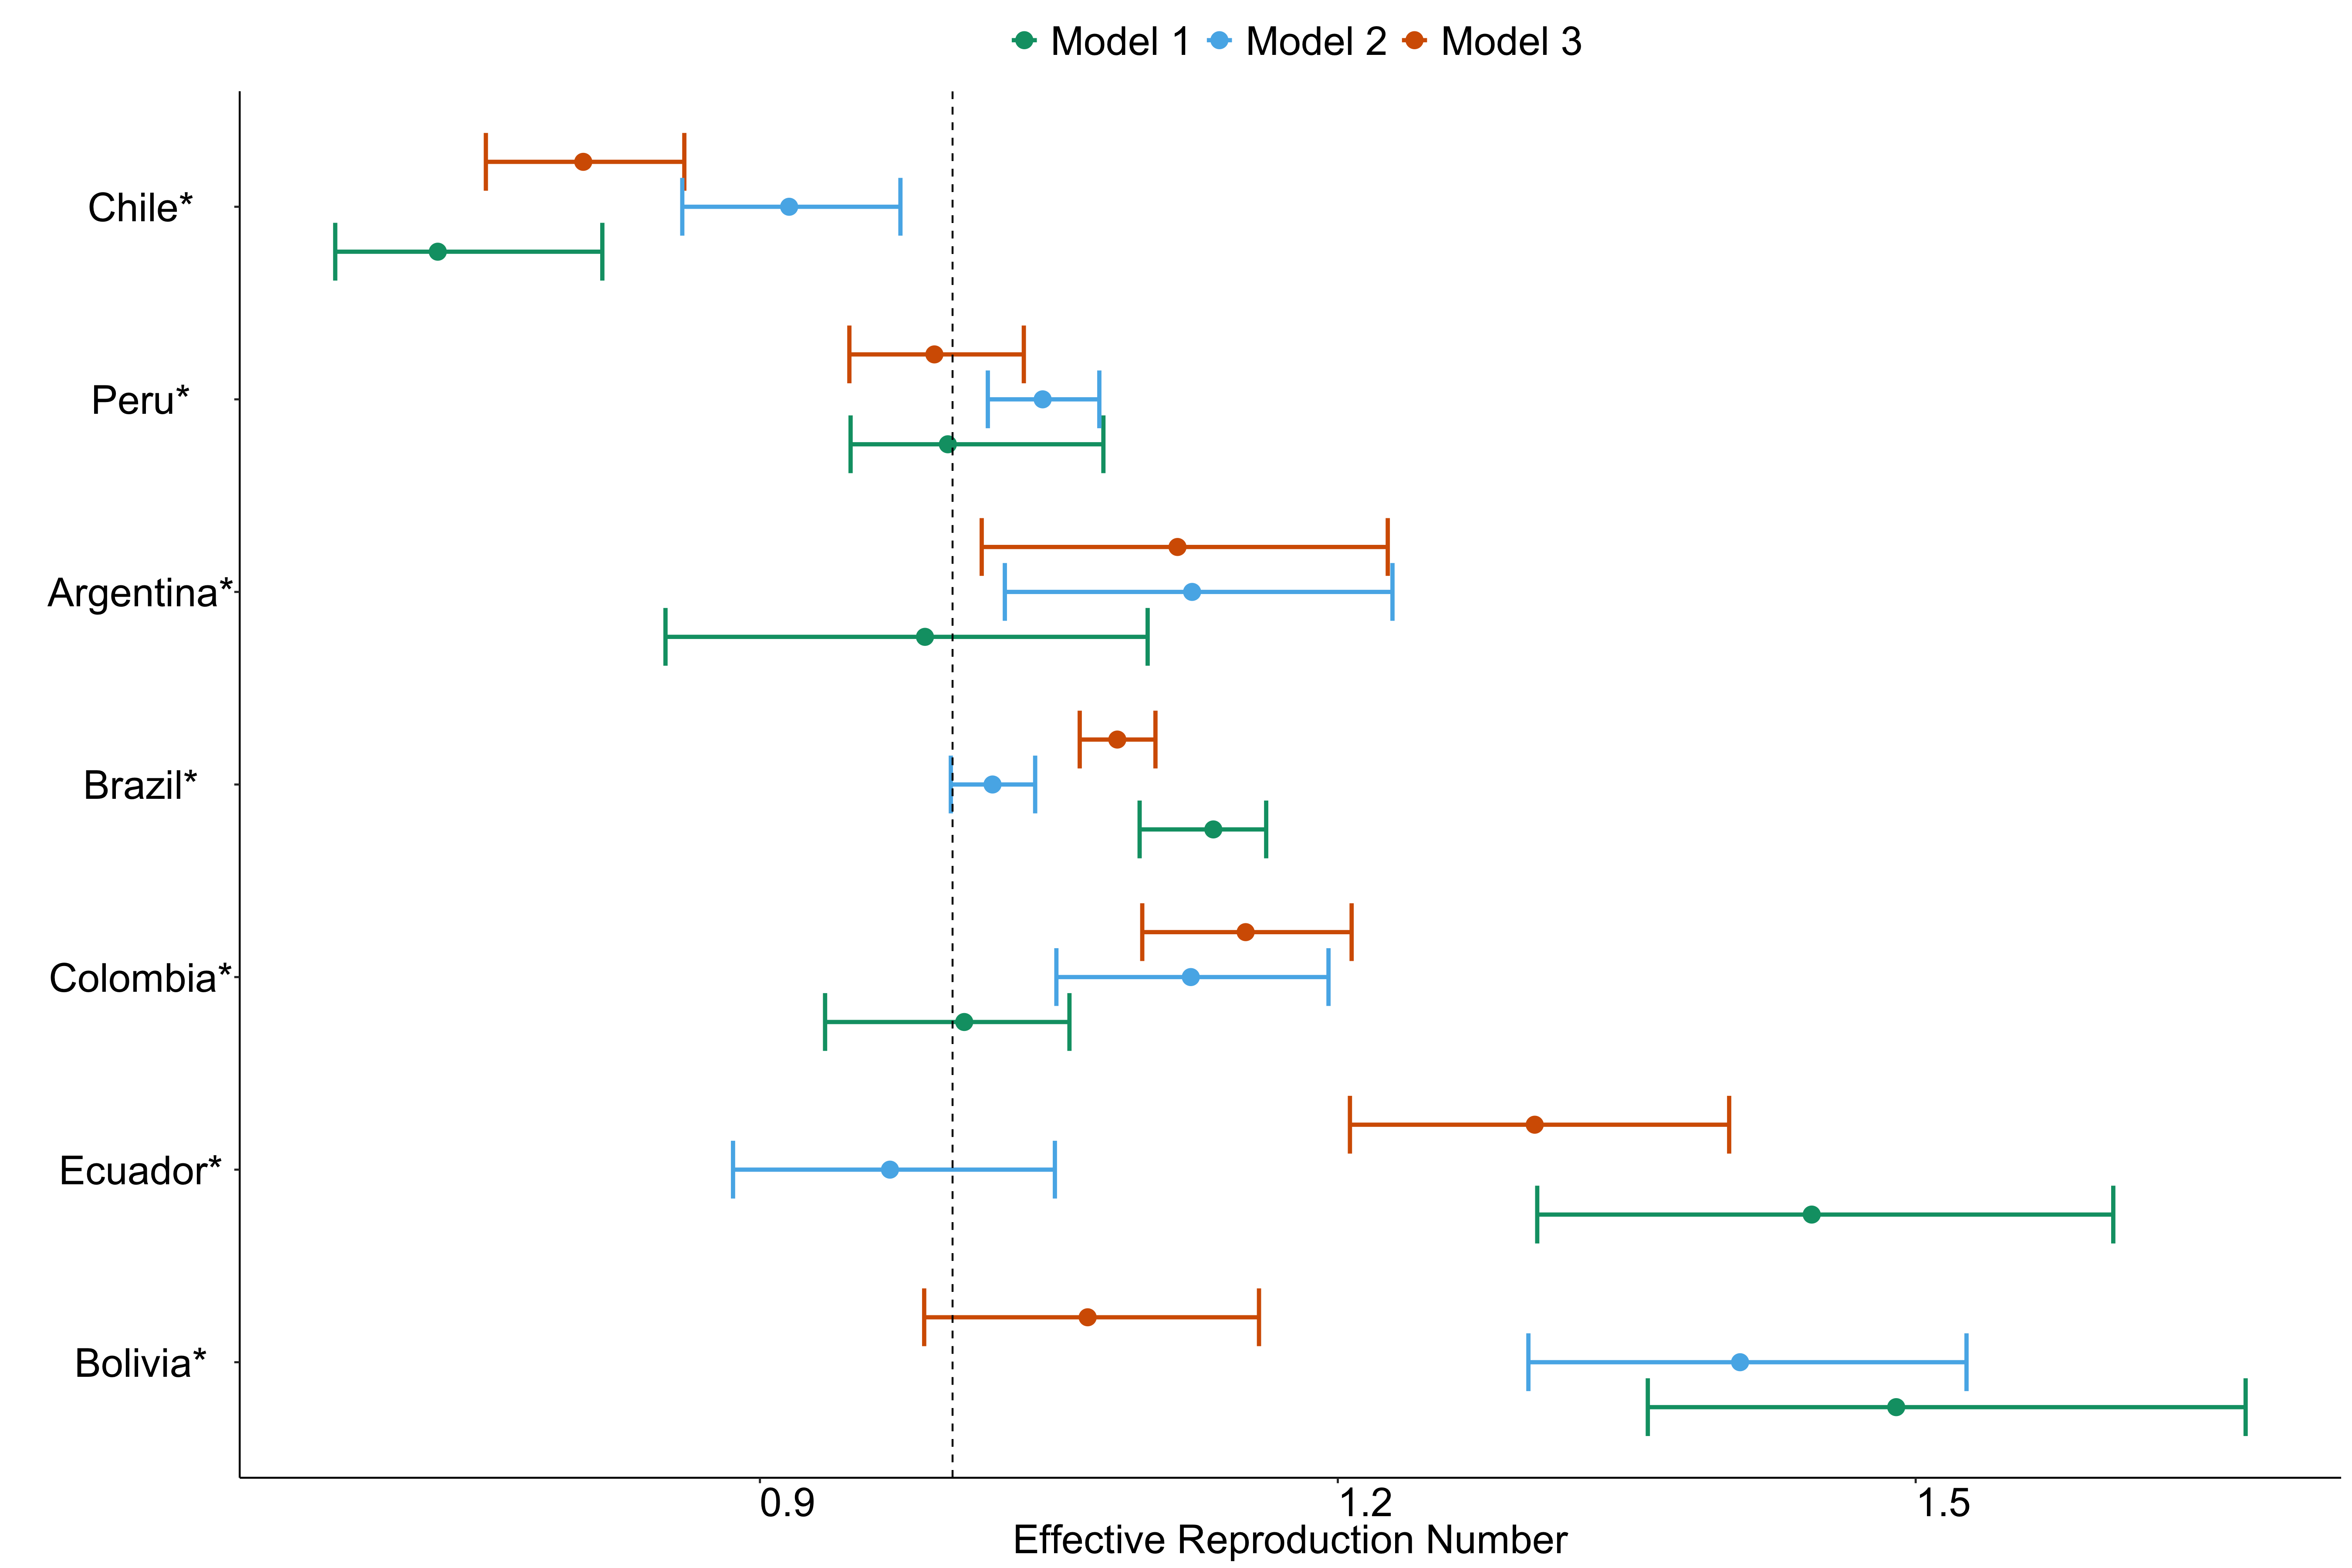 Model 1 Model 2 Model 3
Chile*
Peru*
Argentina*
Brazil*
Colombia*
Ecuador*
Bolivia*
0.9 1.2 1.5
Effective Reproduction Number